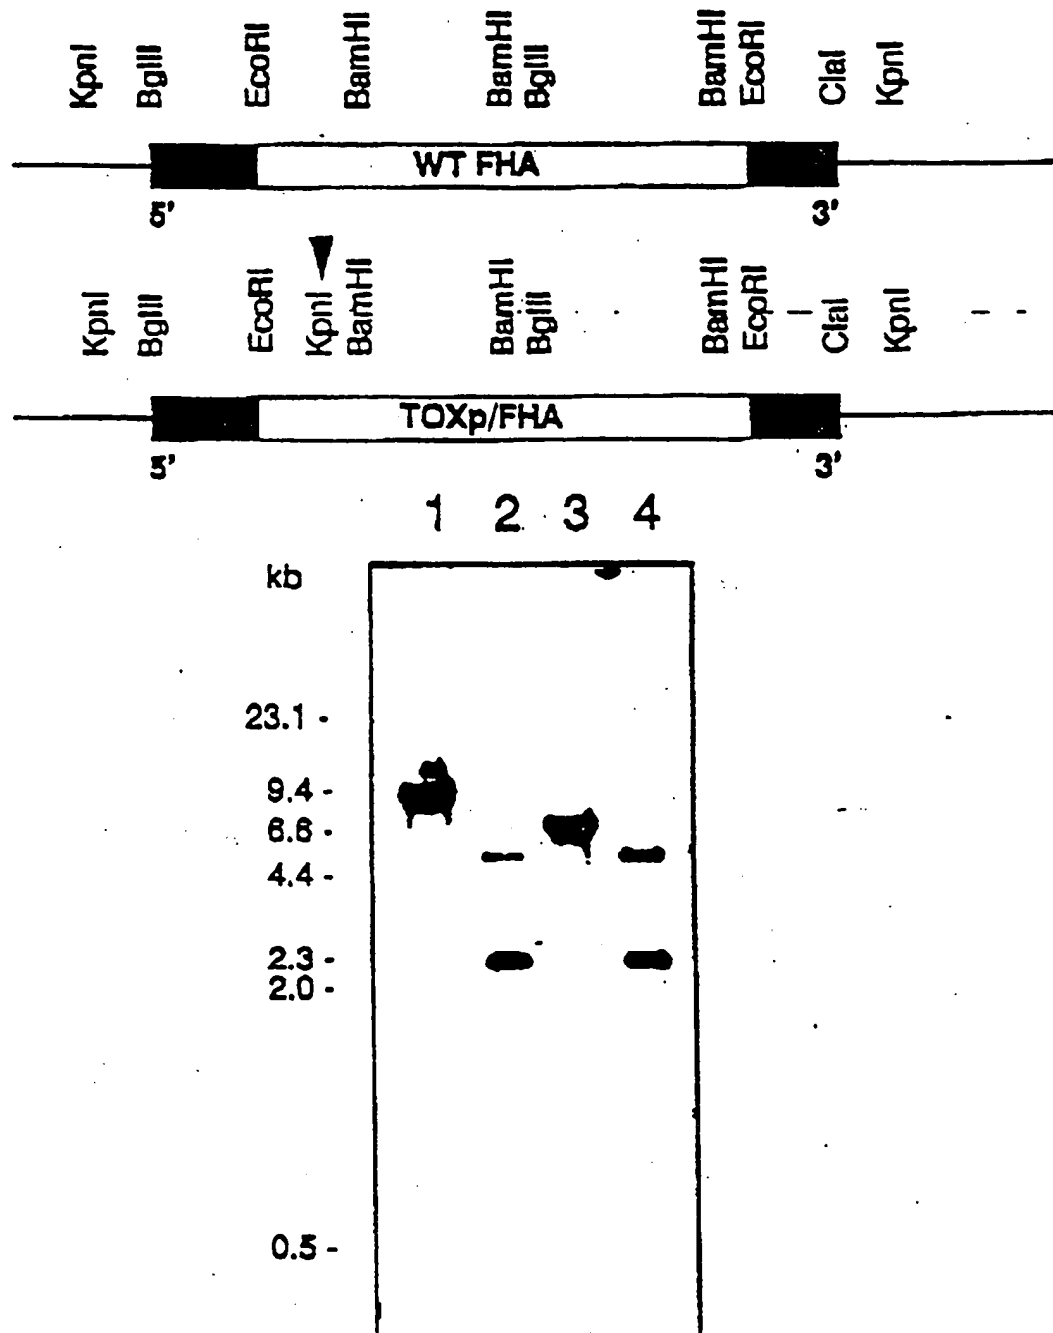 KpnI BglII EcoRI BamHI BamHI BglII BamHI EcoRI ClaI KpnI
WT FHA
5' 3'
KpnI BglII EcoRI KpnI BamHI BamHI BglII BamHI EcoRI ClaI KpnI
TOXp/FHA
5' 3'
1 2 3 4
kb
23.1 -
9.4 -
6.6 -
4.4 -
2.3 -
2.0 -
0.5 -